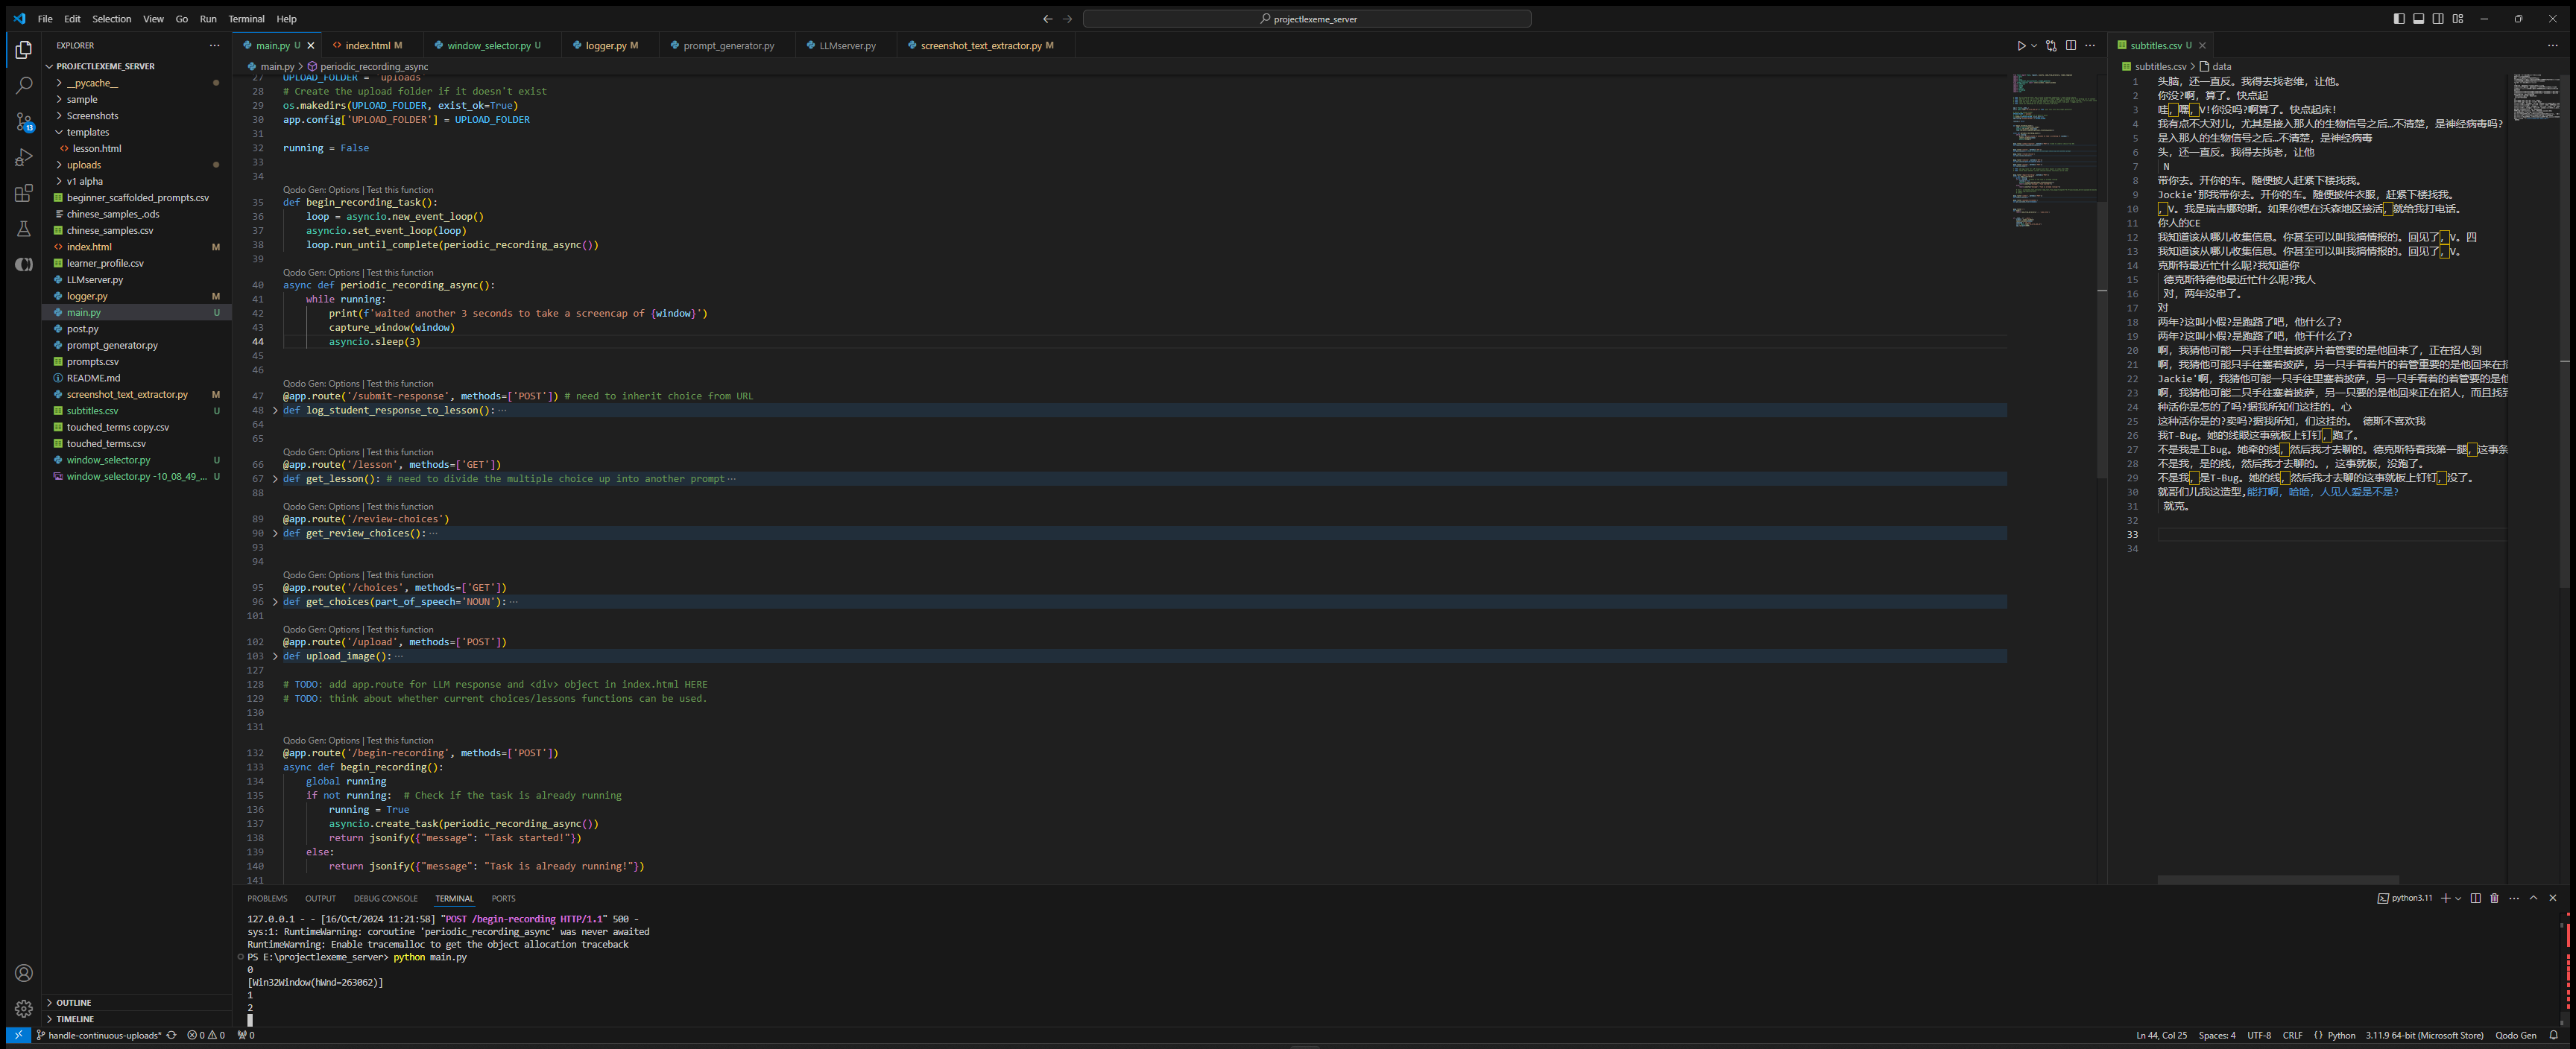 File Edit Selection View Go Run Terminal Help
projectlexeme_server
EXPLORER
PROJECTLEXEME_SERVER
__pycache__
sample
Screenshots
templates
lesson.html
uploads
v1 alpha
beginner_scaffolded_prompts.csv
chinese_samples_.ods
chinese_samples.csv
index.html M
learner_profile.csv
LLMserver.py
logger.py M
main.py U
post.py
prompt_generator.py
prompts.csv
README.md
screenshot_text_extractor.py M
subtitles.csv U
touched_terms copy.csv
touched_terms.csv
window_selector.py U
window_selector.py -10_08_49_... U
OUTLINE
TIMELINE
main.py U
index.html M
window_selector.py U
logger.py M
prompt_generator.py
LLMserver.py
screenshot_text_extractor.py M
main.py > periodic_recording_async
27 UPLOAD_FOLDER = 'uploads'
28 # Create the upload folder if it doesn't exist
29 os.makedirs(UPLOAD_FOLDER, exist_ok=True)
30 app.config['UPLOAD_FOLDER'] = UPLOAD_FOLDER
31
32 running = False
33
34
Qodo Gen: Options | Test this function
35 def begin_recording_task():
36 loop = asyncio.new_event_loop()
37 asyncio.set_event_loop(loop)
38 loop.run_until_complete(periodic_recording_async())
39
Qodo Gen: Options | Test this function
40 async def periodic_recording_async():
41 while running:
42 print(f'waited another 3 seconds to take a screencap of {window}')
43 capture_window(window)
44 asyncio.sleep(3)
45
46
Qodo Gen: Options | Test this function
47 @app.route('/submit-response', methods=['POST']) # need to inherit choice from URL
48 def log_student_response_to_lesson(): ...
64
65
Qodo Gen: Options | Test this function
66 @app.route('/lesson', methods=['GET'])
67 def get_lesson(): # need to divide the multiple choice up into another prompt ...
88
Qodo Gen: Options | Test this function
89 @app.route('/review-choices')
90 def get_review_choices(): ...
93
94
Qodo Gen: Options | Test this function
95 @app.route('/choices', methods=['GET'])
96 def get_choices(part_of_speech='NOUN'): ...
101
Qodo Gen: Options | Test this function
102 @app.route('/upload', methods=['POST'])
103 def upload_image(): ...
127
128 # TODO: add app.route for LLM response and <div> object in index.html HERE
129 # TODO: think about whether current choices/lessons functions can be used.
130
131
Qodo Gen: Options | Test this function
132 @app.route('/begin-recording', methods=['POST'])
133 async def begin_recording():
134 global running
135 if not running: # Check if the task is already running
136 running = True
137 asyncio.create_task(periodic_recording_async())
138 return jsonify({"message": "Task started!"})
139 else:
140 return jsonify({"message": "Task is already running!"})
141
subtitles.csv U
subtitles.csv > data
1 头脑，还一直反。我得去找老维，让他。
2 你没?啊，算了。快点起
3 哇，嘿，V!你没吗?啊算了。快点起床!
4 我有点不大对儿，尤其是接入那人的生物信号之后…不清楚，是神经病毒吗?
5 是入那人的生物信号之后…不清楚，是神经病毒
6 头，还一直反。我得去找老，让他
7 N
8 带你去。开你的车。随便披人赶紧下楼找我。
9 Jockie'那我带你去。开你的车。随便披件衣服，赶紧下楼找我。
10 ，V。我是瑞吉娜琼斯。如果你想在沃森地区接活，就给我打电话。
11 你人的CE
12 我知道该从哪儿收集信息。你甚至可以叫我搞情报的。回见了，V。四
13 我知道该从哪儿收集信息。你甚至可以叫我搞情报的。回见了，V。
14 克斯特最近忙什么呢?我知道你
15 德克斯特德他最近忙什么呢?我人
16 对，两年没串了。
17 对
18 两年?这叫小假?是跑路了吧，他什么了?
19 两年?这叫小假?是跑路了吧，他干什么了?
20 啊，我猜他可能一只手往里着披萨片着管要的是他回来了，正在招人到
21 啊，我猜他可能只手往塞着披萨，另一只手看着片的着管重要的是他回来在招
22 Jackie'啊，我猜他可能一只手往里塞着披萨，另一只手看着的着管要的是他
23 啊，我猜他可能二只手往塞着披萨，另一只要的是他回来正在招人，而且找到
24 种活你是怎的了吗?据我所知们这挂的。心
25 这种活你是的?卖吗?据我所知，们这挂的。 德斯不喜欢我
26 我T-Bug。她的线眼这事就板上钉钉，跑了。
27 不是我是工Bug。她牵的线，然后我才去聊的。德克斯特看我第一腿，这事条
28 不是我，是的线，然后我才去聊的。，这事就板，没跑了。
29 不是我，是T-Bug。她的线，然后我才去聊的这事就板上钉钉，没了。
30 就哥们儿我这造型,能打啊，哈哈，人见人爱是不是?
31 就克。
32
33
34
PROBLEMS OUTPUT DEBUG CONSOLE TERMINAL PORTS
python3.11
127.0.0.1 - - [16/Oct/2024 11:21:58] "POST /begin-recording HTTP/1.1" 500 -
sys:1: RuntimeWarning: coroutine 'periodic_recording_async' was never awaited
RuntimeWarning: Enable tracemalloc to get the object allocation traceback
PS E:\projectlexeme_server> python main.py
0
[Win32Window(hWnd=263062)]
1
2
handle-continuous-uploads* 0 0 0
Ln 44, Col 25 Spaces: 4 UTF-8 CRLF Python 3.11.9 64-bit (Microsoft Store) Qodo Gen